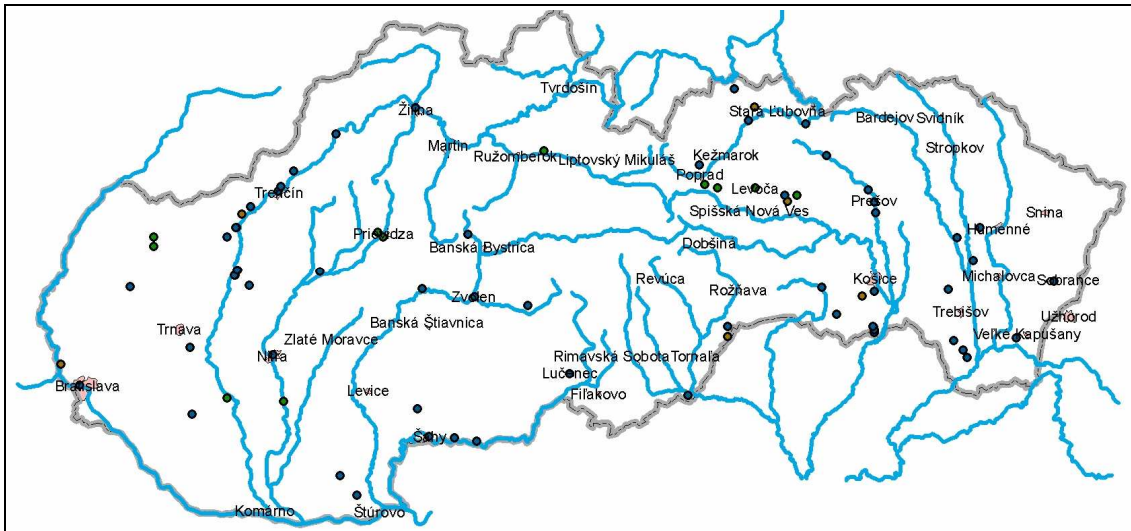 Tvrdošín
Žilina
Stará Ľubovňa
Bardejov
Svidník
Martin
Ružomberok
Liptovský Mikuláš
Kežmarok
Stropkov
Poprad
Levoča
Trenčín
Prešov
Spišská Nová Ves
Snina
Humenné
Prievidza
Banská Bystrica
Dobšina
Revúca
Rožňava
Košice
Michalovca
Sobrance
Zvolen
Banská Štiavnica
Trebišov
Užhorod
Trnava
Zlaté Moravce
Veľké Kapušany
Nitra
Rimavská Sobota
Tornaľa
Lučenec
Bratislava
Levice
Fiľakovo
Šahy
Komárno
Štúrovo